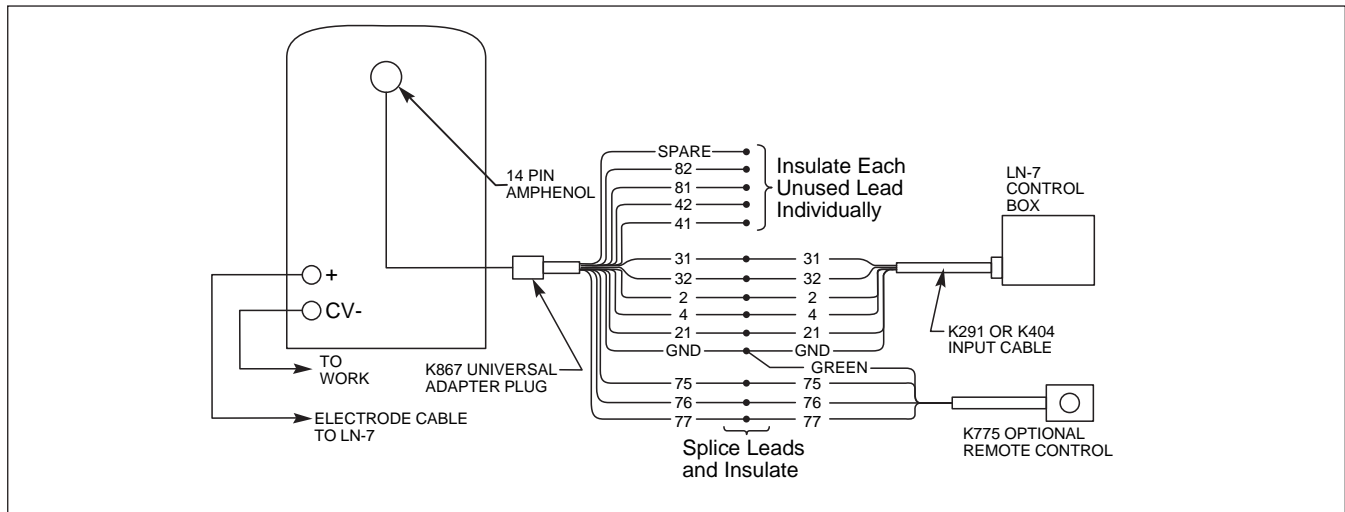 14 PIN
AMPHENOL
+
CV-
TO
WORK
ELECTRODE CABLE
TO LN-7
K867 UNIVERSAL
ADAPTER PLUG
SPARE
82
81
42
41
Insulate Each
Unused Lead
Individually
31 31
32 32
2 2
4 4
21 21
GND GND
GREEN
75 75
76 76
77 77
Splice Leads
and Insulate
LN-7
CONTROL
BOX
K291 OR K404
INPUT CABLE
K775 OPTIONAL
REMOTE CONTROL